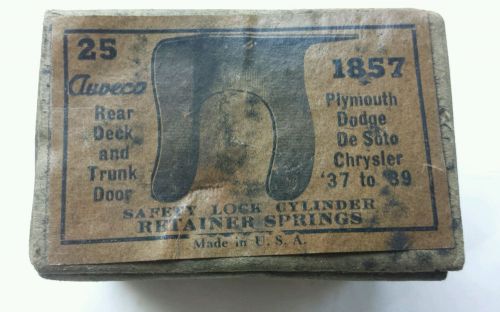 25
Auveco
Rear
Deck
and
Trunk
Door
1857
Plymouth
Dodge
De Soto
Chrysler
'37 to '39
SAFETY LOCK CYLINDER
RETAINER SPRINGS
Made in U. S. A.